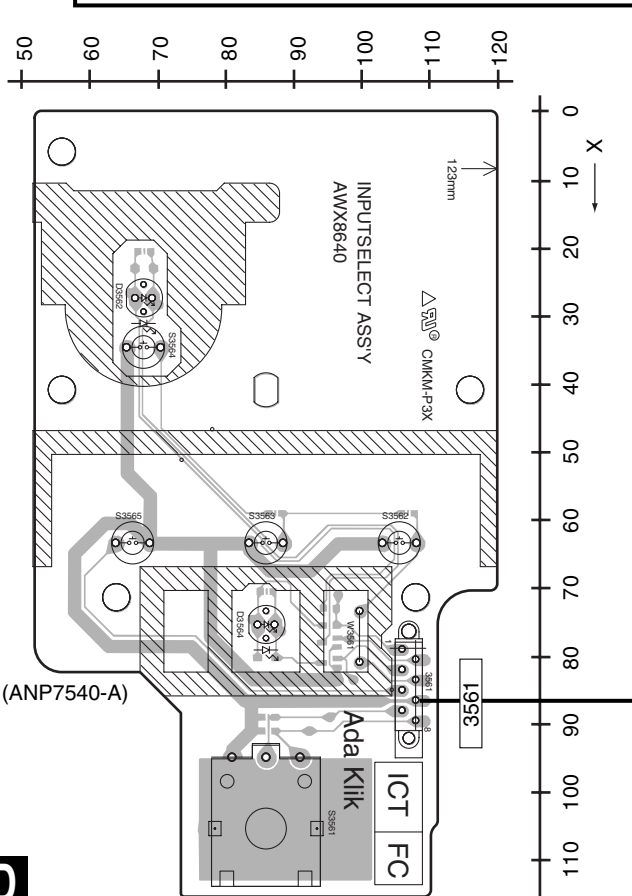 50
60
70
80
90
100
110
120
0
10
20
30
40
50
60
70
80
90
100
110
X
123mm
INPUTSELECT ASS'Y
AWX8640
CMKM-P3X
D3562
S3564
S3565
S3563
S3562
D3564
W3561
11
3561
8
3561
(ANP7540-A)
Ada Klik
ICT
FC
S3561